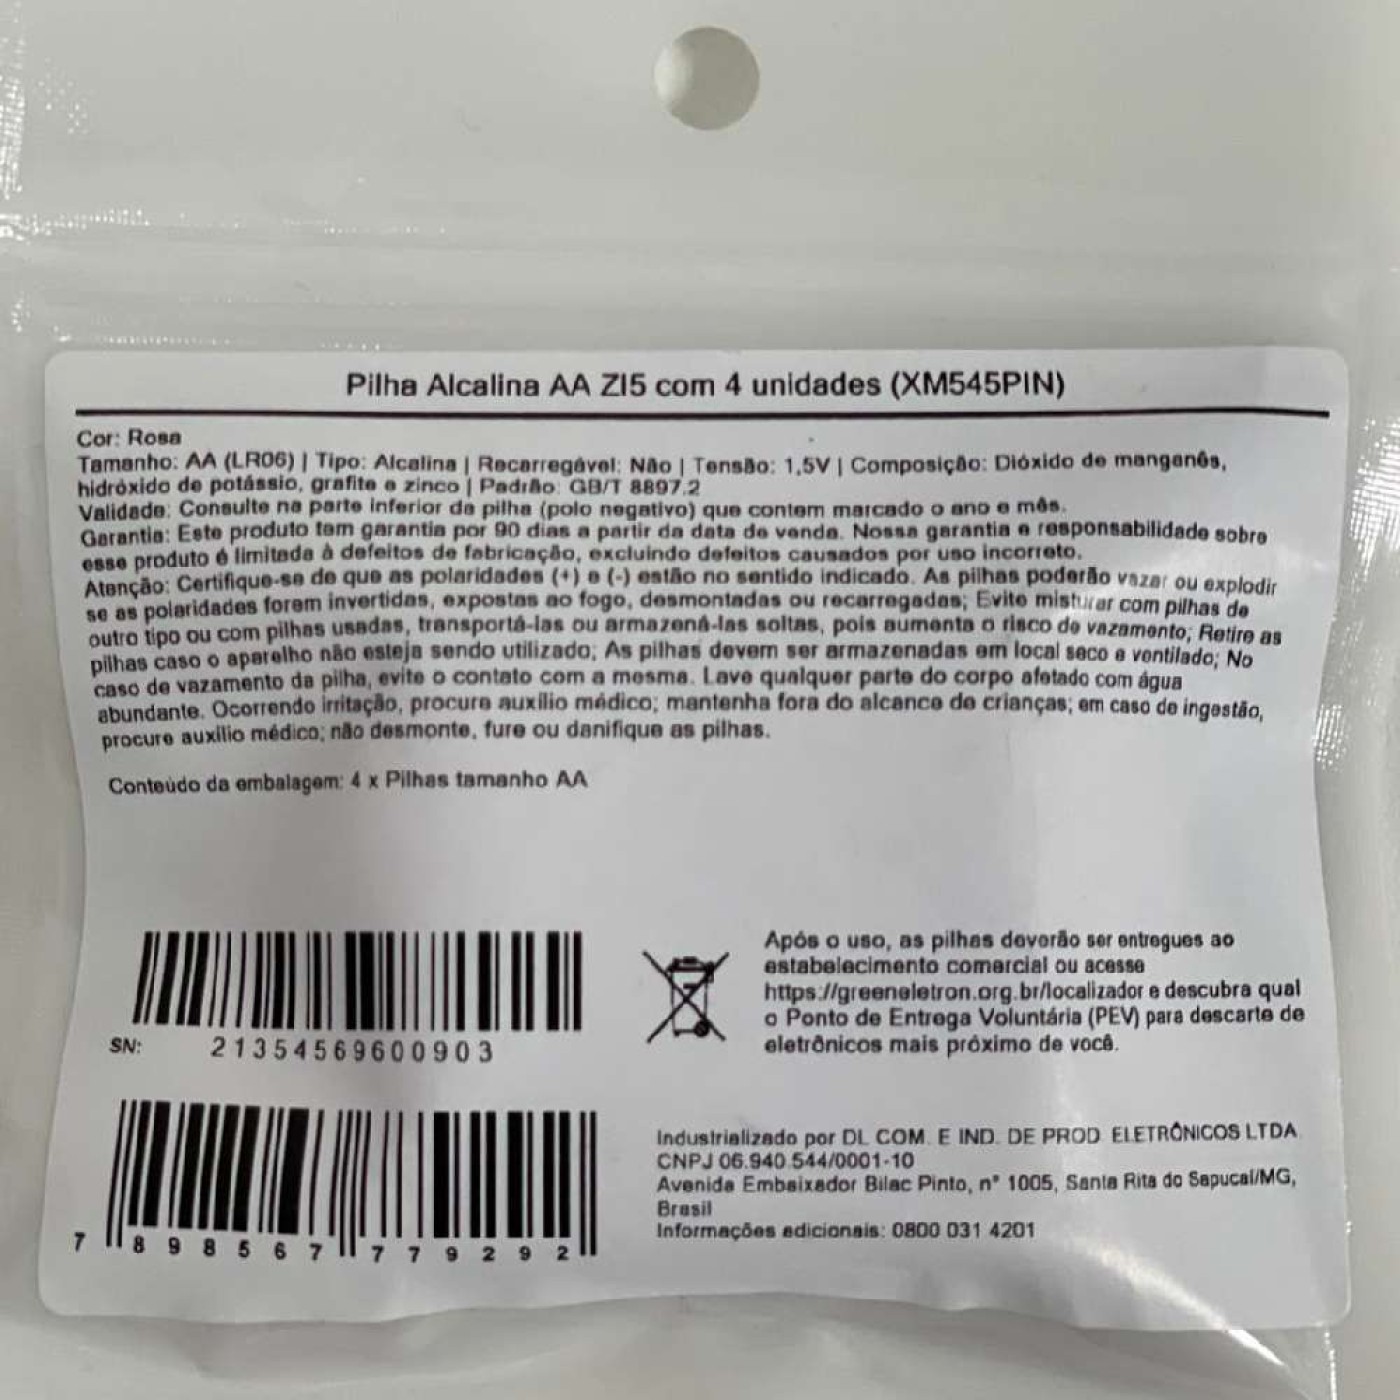 Pilha Alcalina AA ZI5 com 4 unidades (XM545PIN)
Cor: Rosa
Tamanho: AA (LR06) | Tipo: Alcalina | Recarregável: Não | Tensão: 1,5V | Composição: Dióxido de manganês,
hidróxido de potássio, grafite e zinco | Padrão: GB/T 8897.2
Validade: Consulte na parte inferior da pilha (polo negativo) que contem marcado o ano e mês.
Garantia: Este produto tem garantia por 90 dias a partir da data de venda. Nossa garantia e responsabilidade sobre
esse produto é limitada à defeitos de fabricação, excluindo defeitos causados por uso incorreto.
Atenção: Certifique-se de que as polaridades (+) e (-) estão no sentido indicado. As pilhas poderão vazar ou explodir
se as polaridades forem invertidas, expostas ao fogo, desmontadas ou recarregadas; Evite misturar com pilhas de
outro tipo ou com pilhas usadas, transportá-las ou armazená-las soltas, pois aumenta o risco de vazamento; Retire as
pilhas caso o aparelho não esteja sendo utilizado; As pilhas devem ser armazenadas em local seco e ventilado; No
caso de vazamento da pilha, evite o contato com a mesma. Lave qualquer parte do corpo afetado com água
abundante. Ocorrendo irritação, procure auxílio médico; mantenha fora do alcance de crianças; em caso de ingestão,
procure auxílio médico; não desmonte, fure ou danifique as pilhas.
Conteúdo da embalagem: 4 x Pilhas tamanho AA
SN: 21354569600903
7 898567 779292
Após o uso, as pilhas deverão ser entregues ao
estabelecimento comercial ou acesse
https://greeneletron.org.br/localizador e descubra qual
o Ponto de Entrega Voluntária (PEV) para descarte de
eletrônicos mais próximo de você.
Industrializado por DL COM. E IND. DE PROD. ELETRÔNICOS LTDA
CNPJ 06.940.544/0001-10
Avenida Embaixador Bilac Pinto, nº 1005, Santa Rita do Sapucaí/MG,
Brasil
Informações adicionais: 0800 031 4201